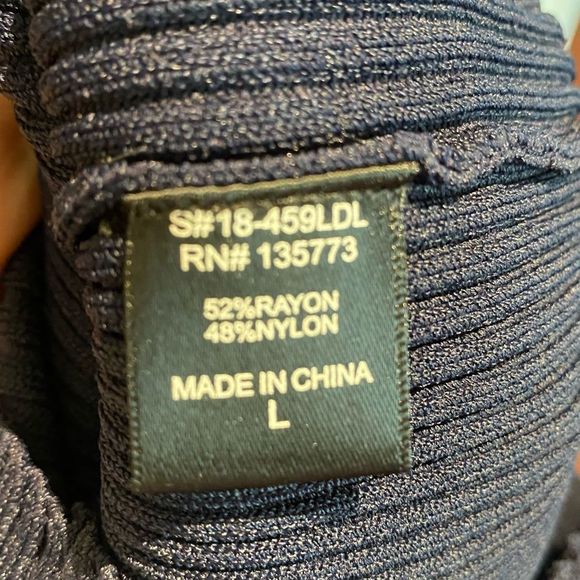 S#18-459LDL
RN# 135773
52%RAYON
48%NYLON
MADE IN CHINA
L